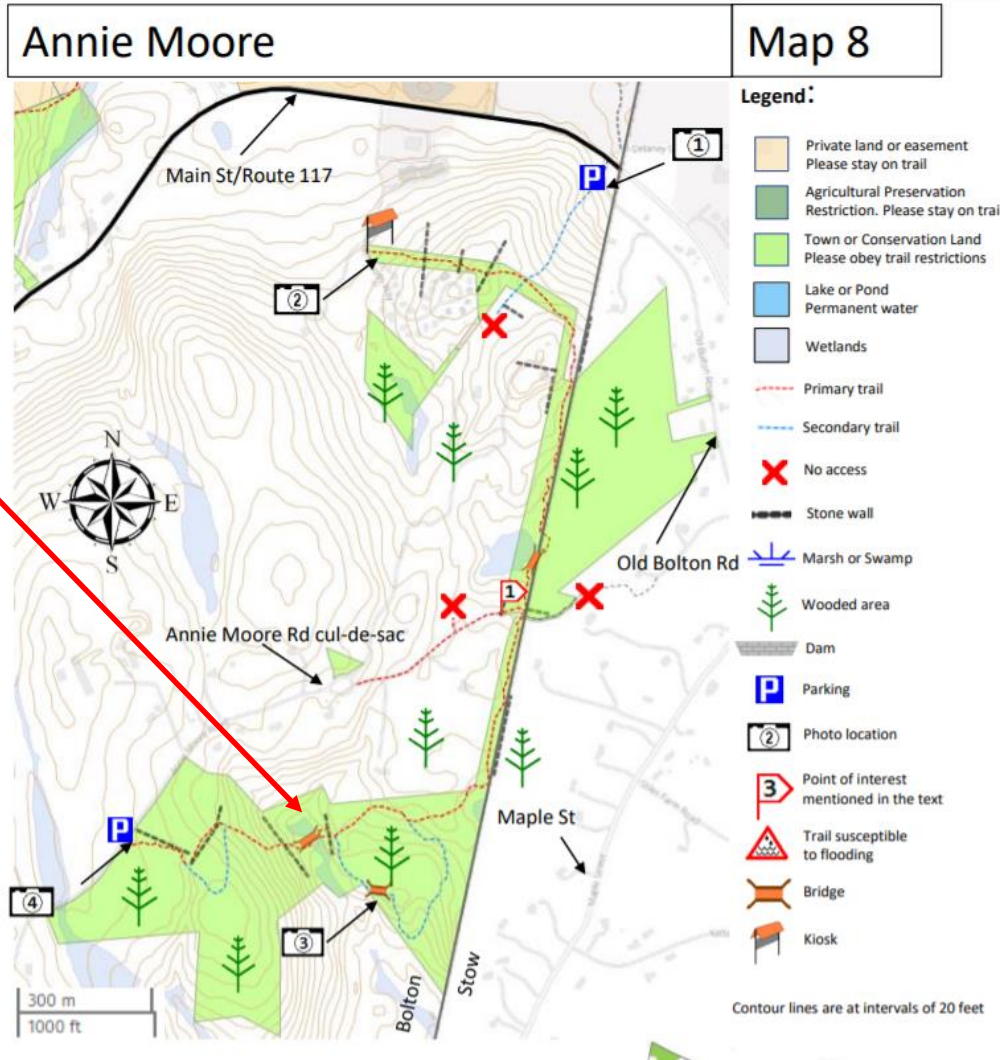 Annie Moore
Map 8
Legend:
Private land or easement
Please stay on trail
Agricultural Preservation
Restriction. Please stay on trai
Town or Conservation Land
Please obey trail restrictions
Lake or Pond
Permanent water
Wetlands
Primary trail
Secondary trail
No access
Stone wall
Marsh or Swamp
Wooded area
Dam
P
Parking
2
Photo location
3
Point of interest
mentioned in the text
Trail susceptible
to flooding
Bridge
Kiosk
Contour lines are at intervals of 20 feet
1
P
Main St/Route 117
2
N
W E
S
Old Bolton Rd
1
Annie Moore Rd cul-de-sac
Maple St
Maple Street
P
4
3
Bolton
Stow
300 m
1000 ft